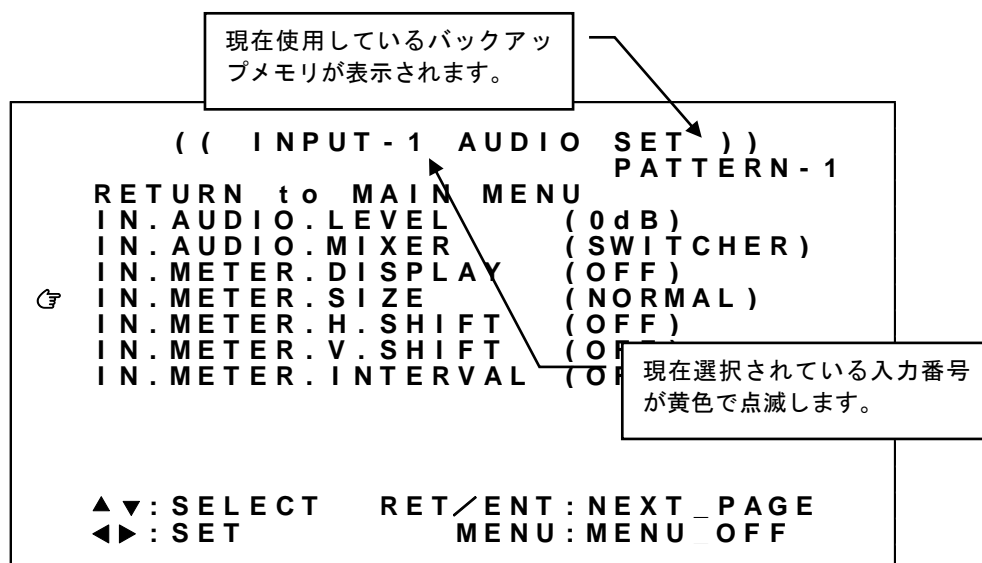 現在使用しているバックアッ
プメモリが表示されます。
(( INPUT-1 AUDIO SET ))
PATTERN-1
RETURN to MAIN MENU
IN.AUDIO.LEVEL (0dB)
IN.AUDIO.MIXER (SWITCHER)
IN.METER.DISPLAY (OFF)
☞ IN.METER.SIZE (NORMAL)
IN.METER.H.SHIFT (OFF)
IN.METER.V.SHIFT
IN.METER.INTERVAL
現在選択されている入力番号
が黄色で点滅します。
▲▼:SELECT RET/ENT:NEXT_PAGE
◀▶:SET MENU:MENU_OFF